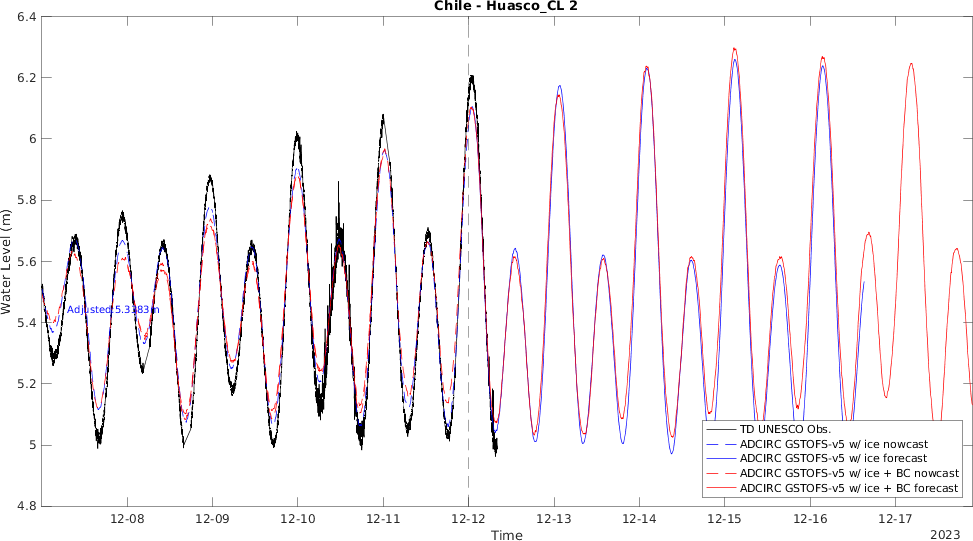 Chile - Huasco_CL 2
6.4
6.2
6
5.8
5.6
5.4
5.2
5
4.8
Water Level (m)
Adjusted:5.3383m
TD UNESCO Obs.
ADCIRC GSTOFS-v5 w/ ice nowcast
ADCIRC GSTOFS-v5 w/ ice forecast
ADCIRC GSTOFS-v5 w/ ice + BC nowcast
ADCIRC GSTOFS-v5 w/ ice + BC forecast
12-08 12-09 12-10 12-11 12-12 12-13 12-14 12-15 12-16 12-17
Time
2023